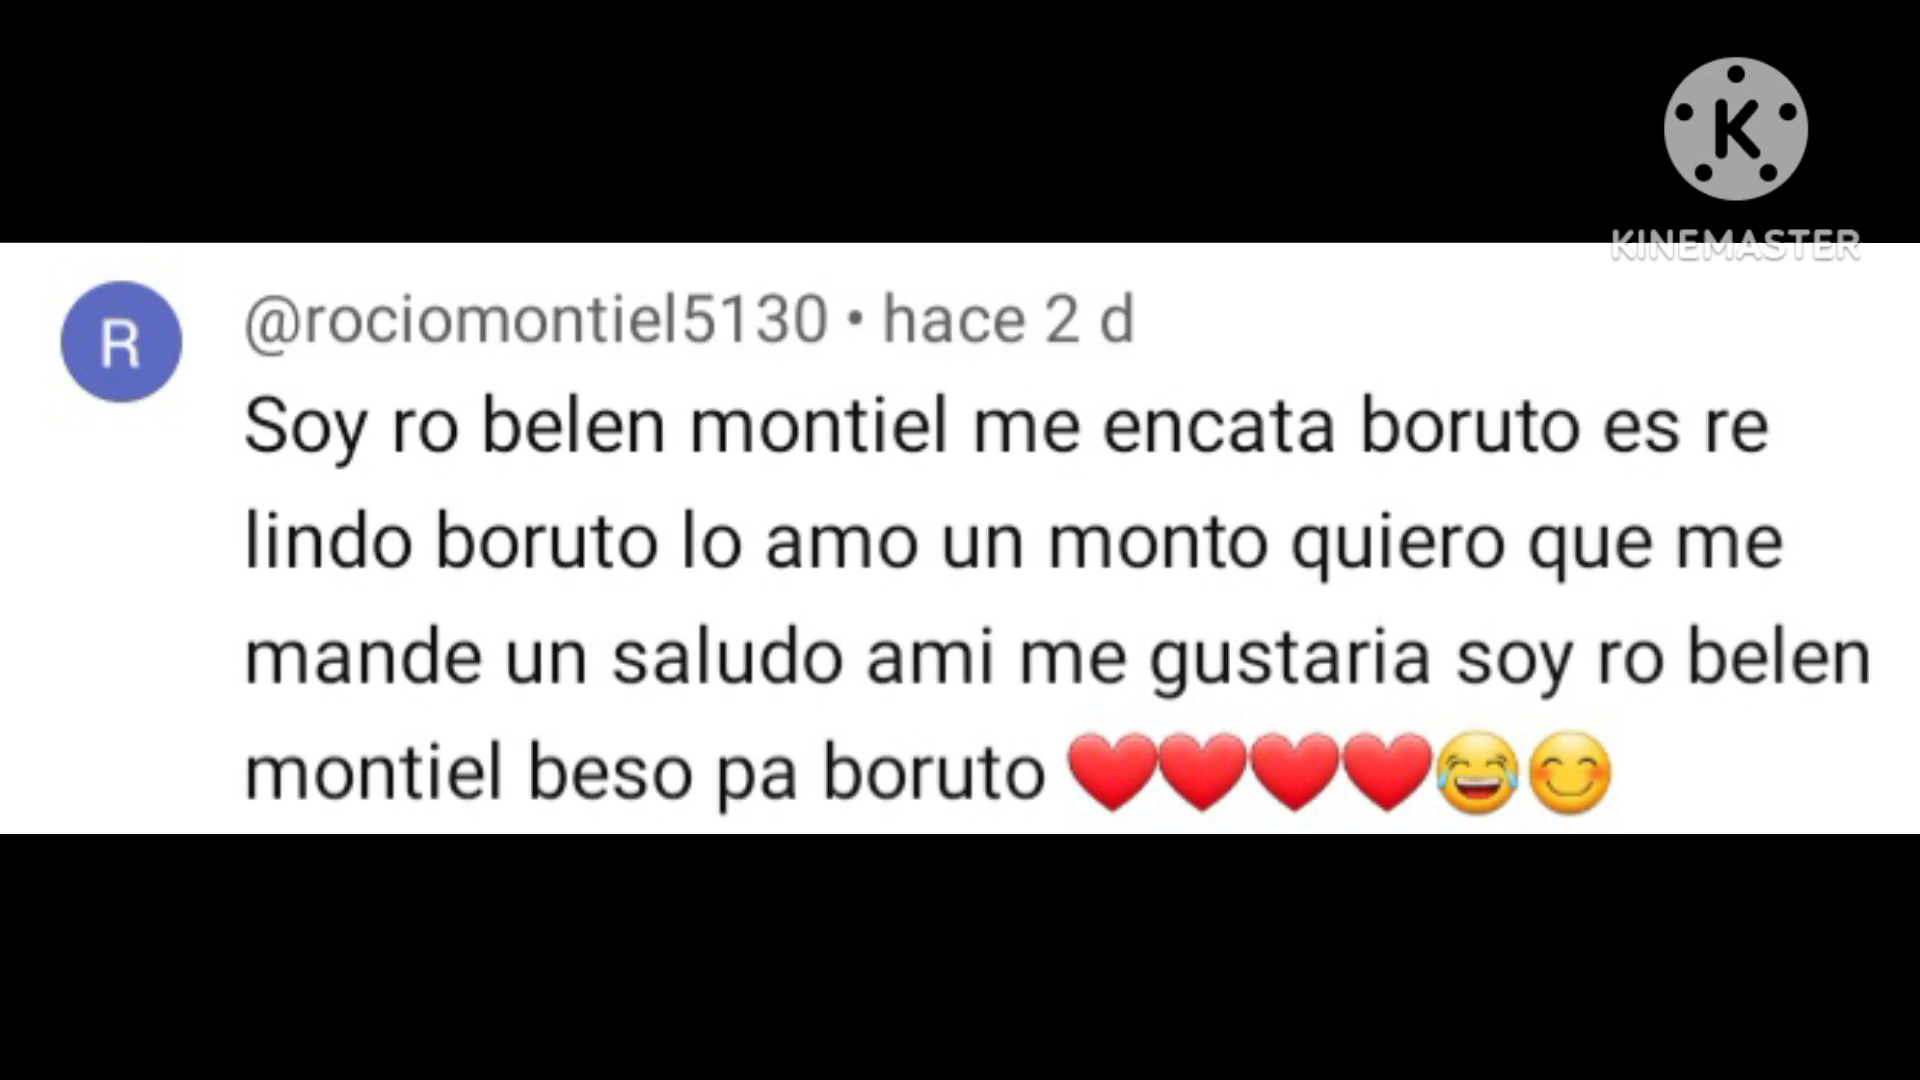 K
KINEMASTER
R
@rociomontiel5130 • hace 2 d
Soy ro belen montiel me encata boruto es re
lindo boruto lo amo un monto quiero que me
mande un saludo ami me gustaria soy ro belen
montiel beso pa boruto ❤️❤️❤️❤️😂😊